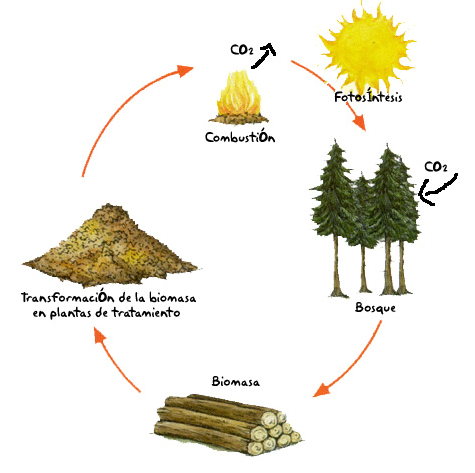 CO2
CombustiÓn
FotosÍntesis
CO2
Bosque
TransformaciÓn de la biomasa
en plantas de tratamiento
Biomasa